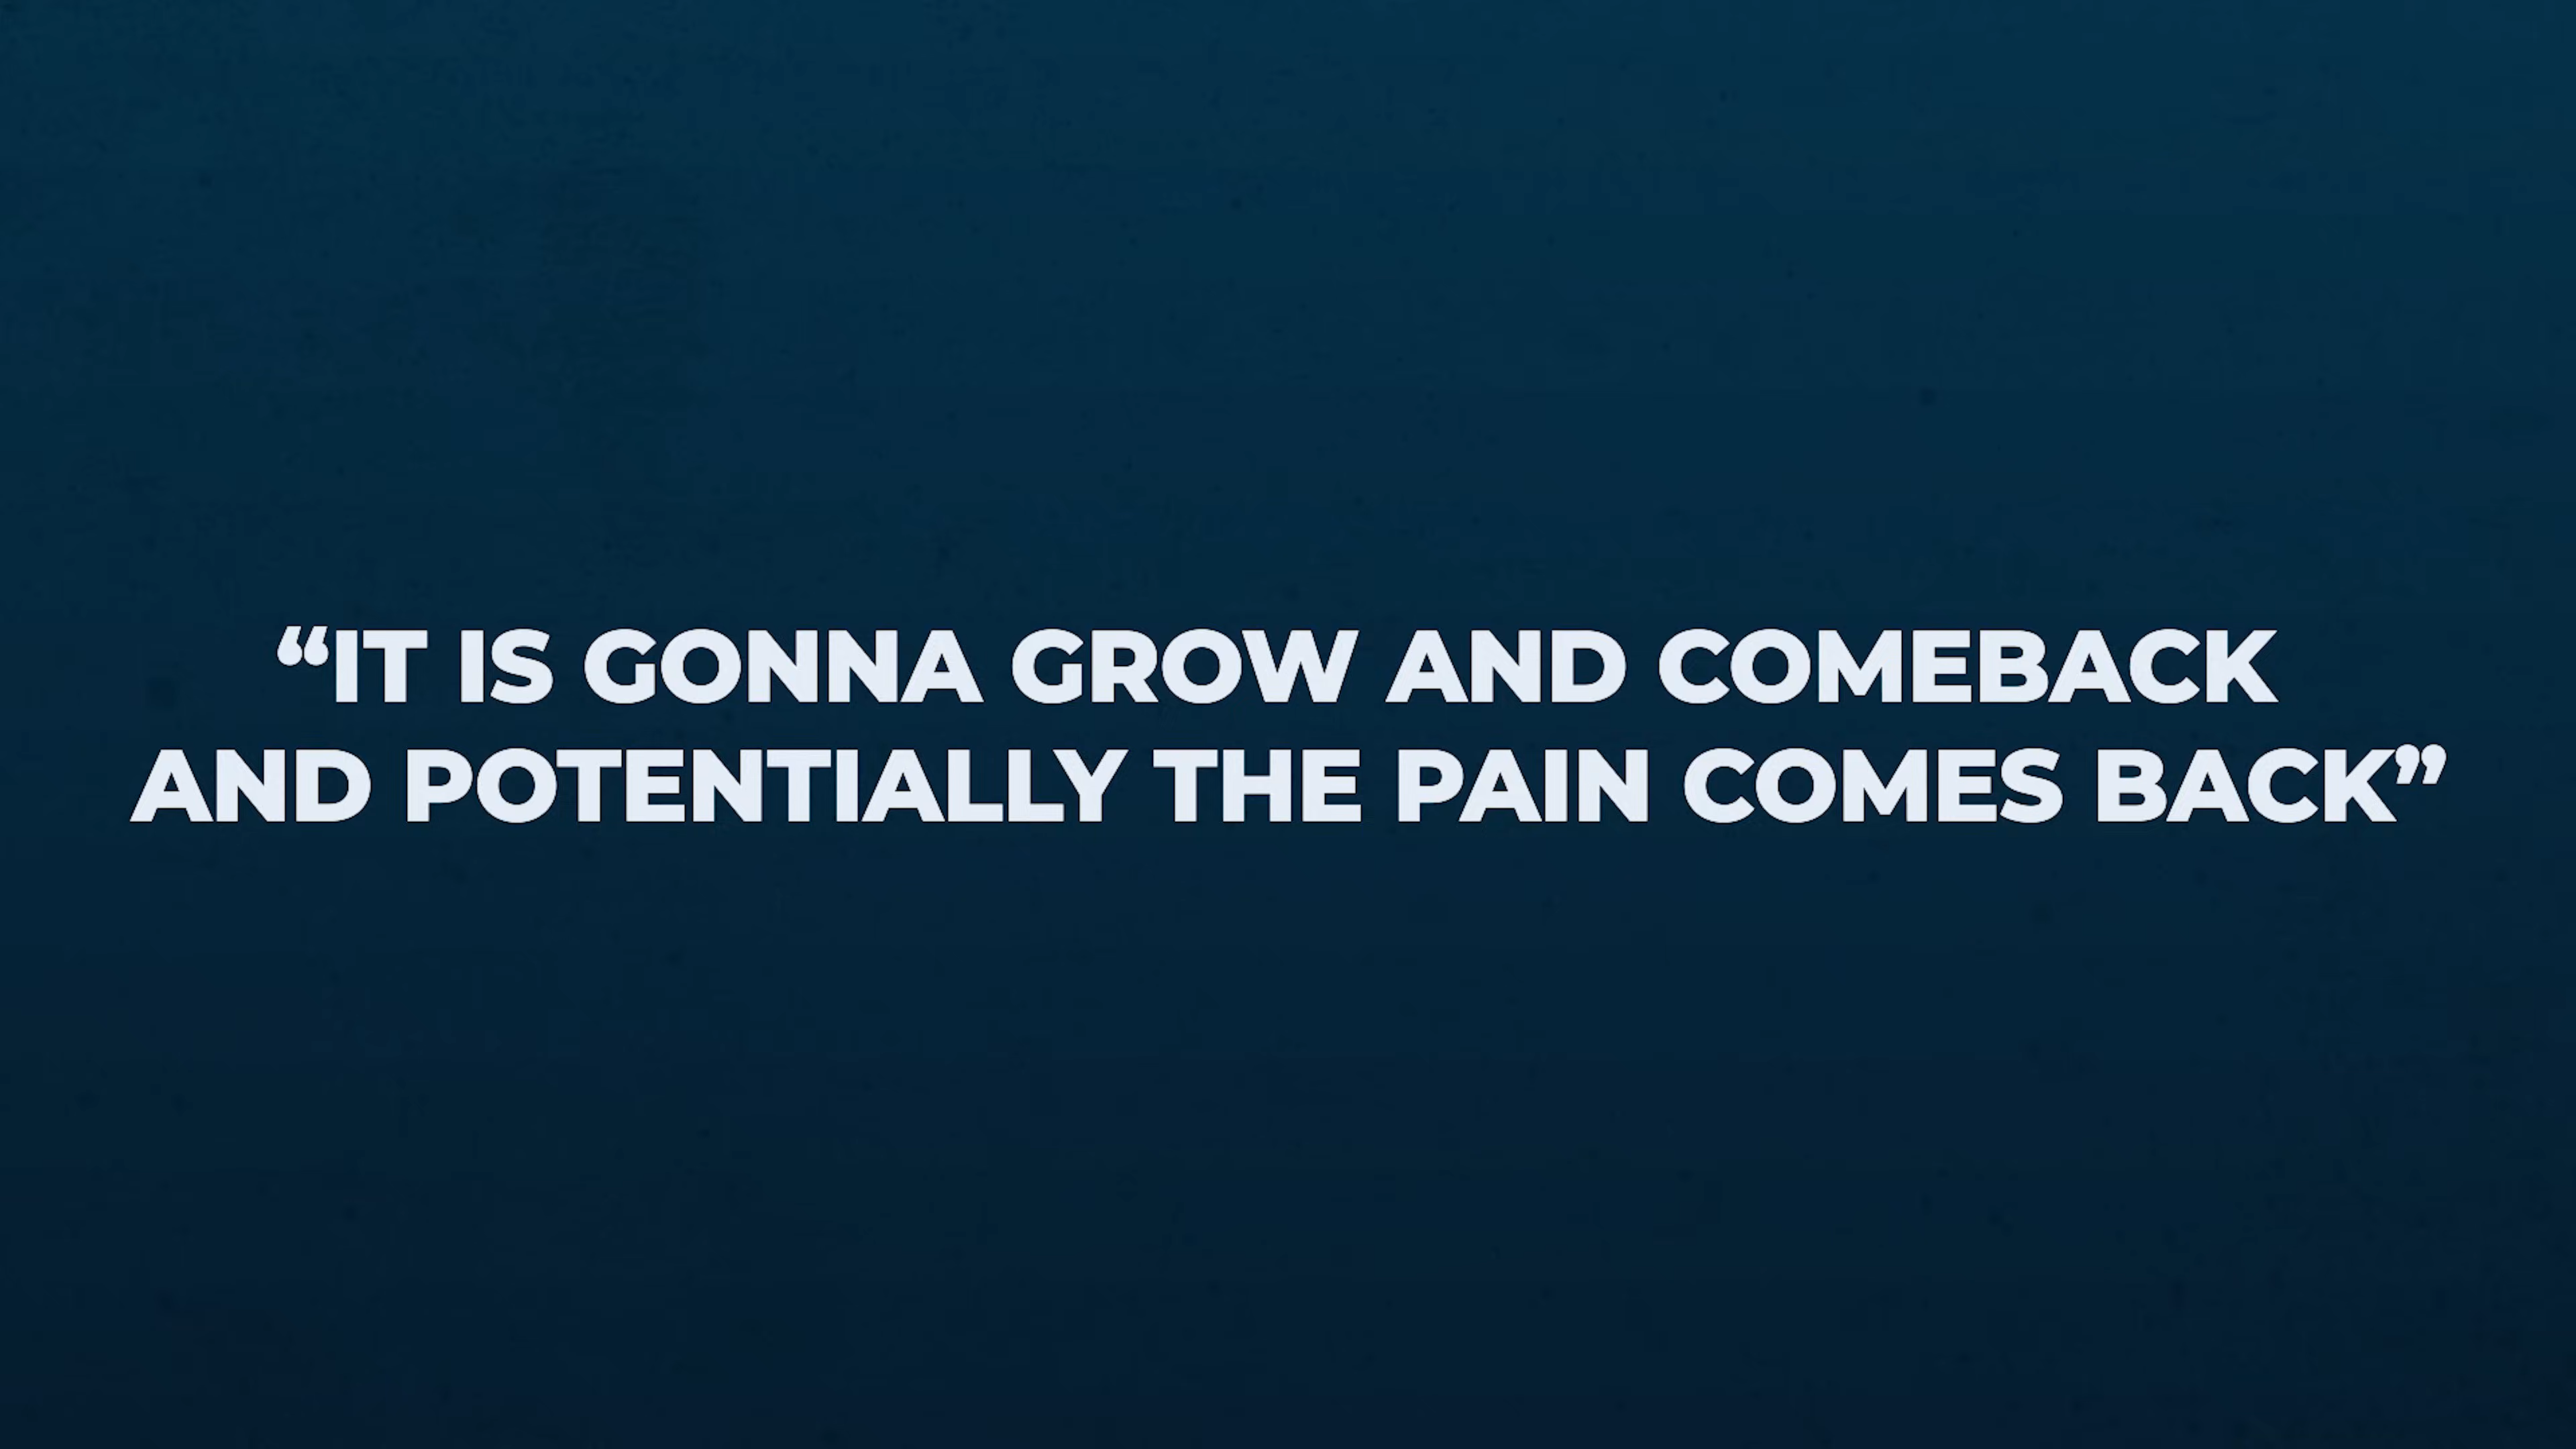 “IT IS GONNA GROW AND COMEBACK
AND POTENTIALLY THE PAIN COMES BACK”